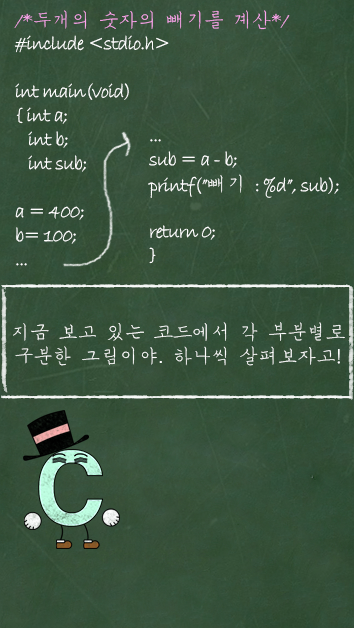 /*두개의 숫자의 빼기를 계산*/
#include <stdio.h>
int main(void)
{ int a;
int b;
int sub;
a = 400;
b= 100;
...
...
sub = a - b;
printf("빼기 : %d", sub);
return 0;
}
지금 보고 있는 코드에서 각 부분별로
구분한 그림이야. 하나씩 살펴보자고!
C